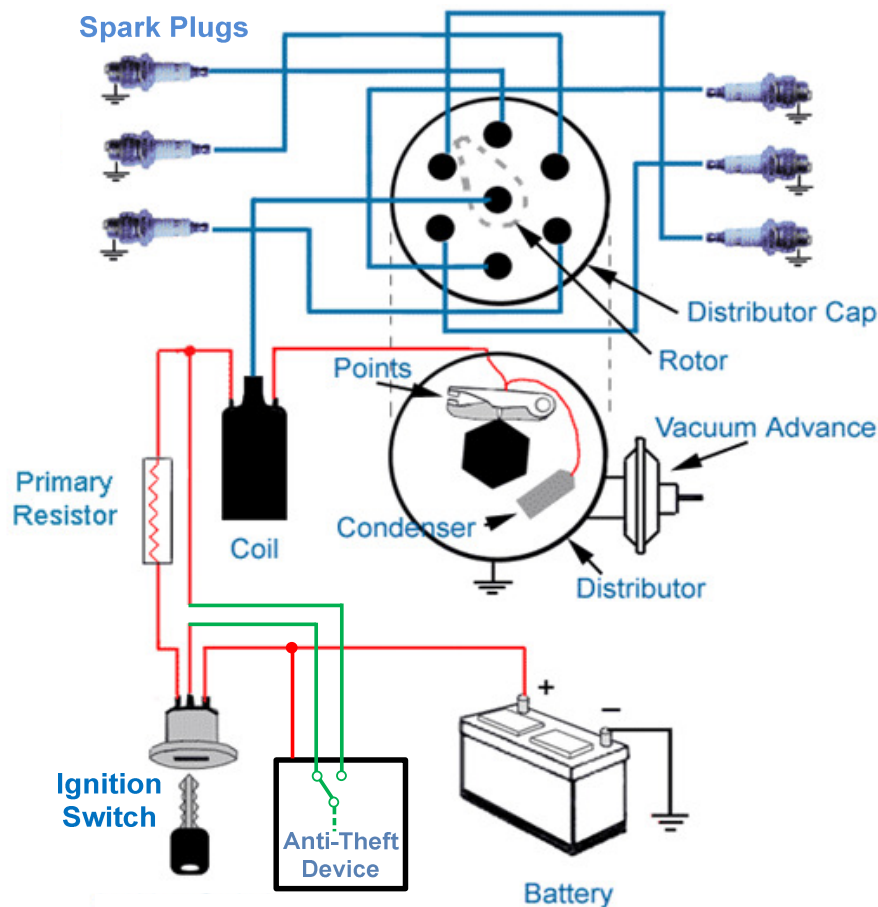 Spark Plugs
Distributor Cap
Rotor
Points
Vacuum Advance
Primary
Resistor
Condenser
Coil
Distributor
+
−
Ignition
Switch
Anti-Theft
Device
Battery